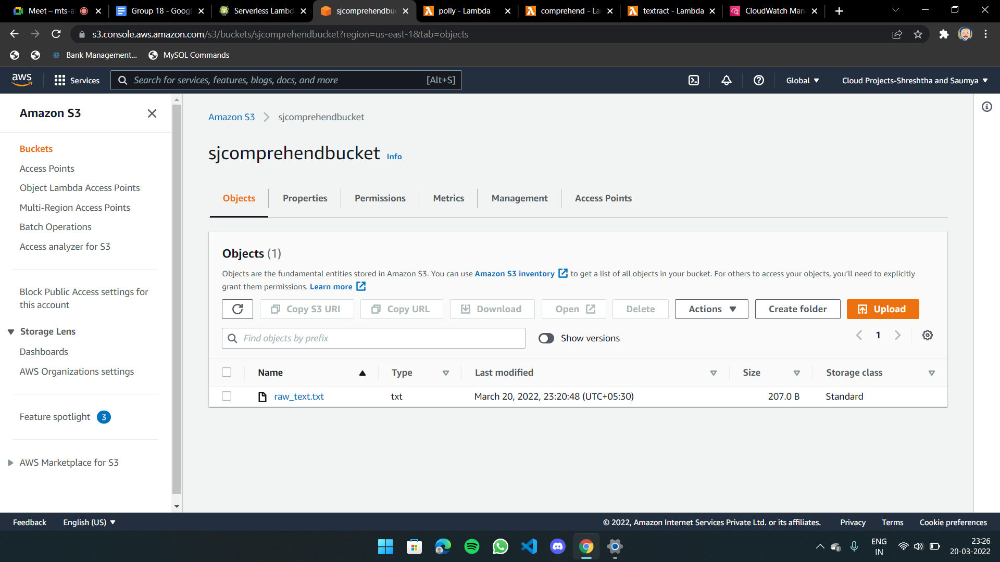 Meet – mts-a
Group 18 - Googl
Serverless Lambd
sjcomprehendbuc
polly - Lambda
comprehend - La
textract - Lambda
CloudWatch Man
s3.console.aws.amazon.com/s3/buckets/sjcomprehendbucket?region=us-east-1&tab=objects
Bank Management...
MySQL Commands
aws
Services
Search for services, features, blogs, docs, and more
[Alt+S]
Global
Cloud Projects-Shreshtha and Saumya
Amazon S3
Buckets
Access Points
Object Lambda Access Points
Multi-Region Access Points
Batch Operations
Access analyzer for S3
Block Public Access settings for
this account
Storage Lens
Dashboards
AWS Organizations settings
Feature spotlight 3
AWS Marketplace for S3
Amazon S3
sjcomprehendbucket
sjcomprehendbucket Info
Objects
Properties
Permissions
Metrics
Management
Access Points
Objects (1)
Objects are the fundamental entities stored in Amazon S3. You can use Amazon S3 inventory to get a list of all objects in your bucket. For others to access your objects, you'll need to explicitly
grant them permissions. Learn more
Copy S3 URI
Copy URL
Download
Open
Delete
Actions
Create folder
Upload
Find objects by prefix
Show versions
1
Name
Type
Last modified
Size
Storage class
raw_text.txt
txt
March 20, 2022, 23:20:48 (UTC+05:30)
207.0 B
Standard
Feedback
English (US)
© 2022, Amazon Internet Services Private Ltd. or its affiliates.
Privacy
Terms
Cookie preferences
ENG
IN
23:26
20-03-2022